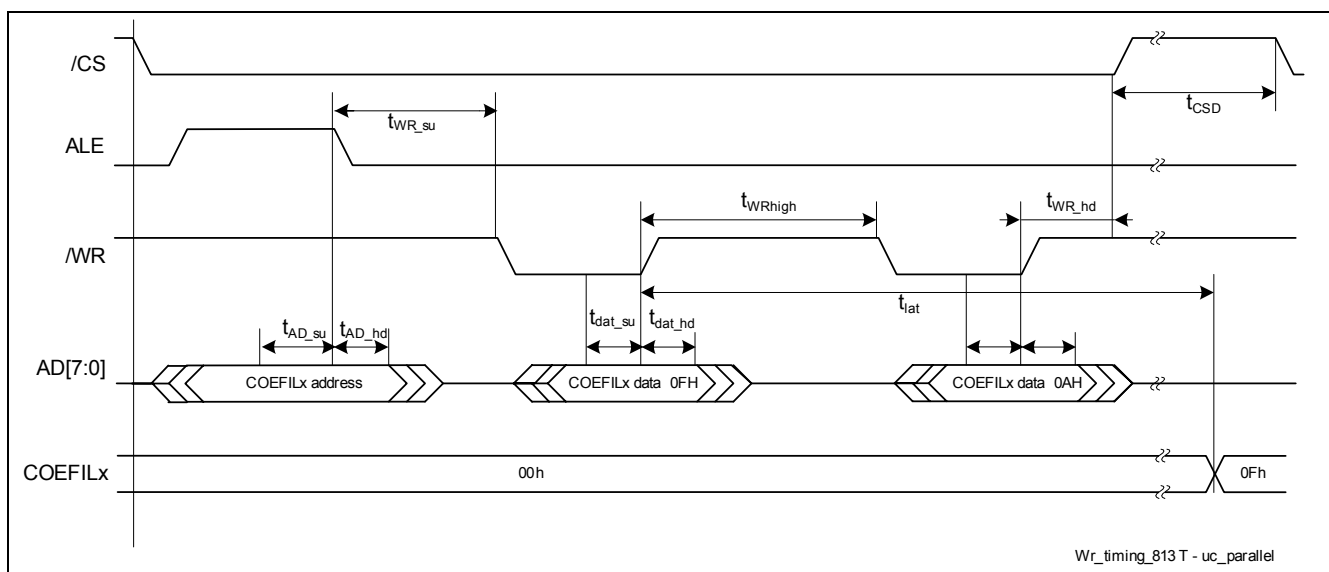 /CS
tCSD
tWR_su
ALE
tWRhigh
tWR_hd
/WR
tlat
tAD_su tAD_hd
tdat_su tdat_hd
AD[7:0]
COEFILx address
COEFILx data 0FH
COEFILx data 0AH
COEFILx
00h
0Fh
Wr_timing_813 T - uc_parallel